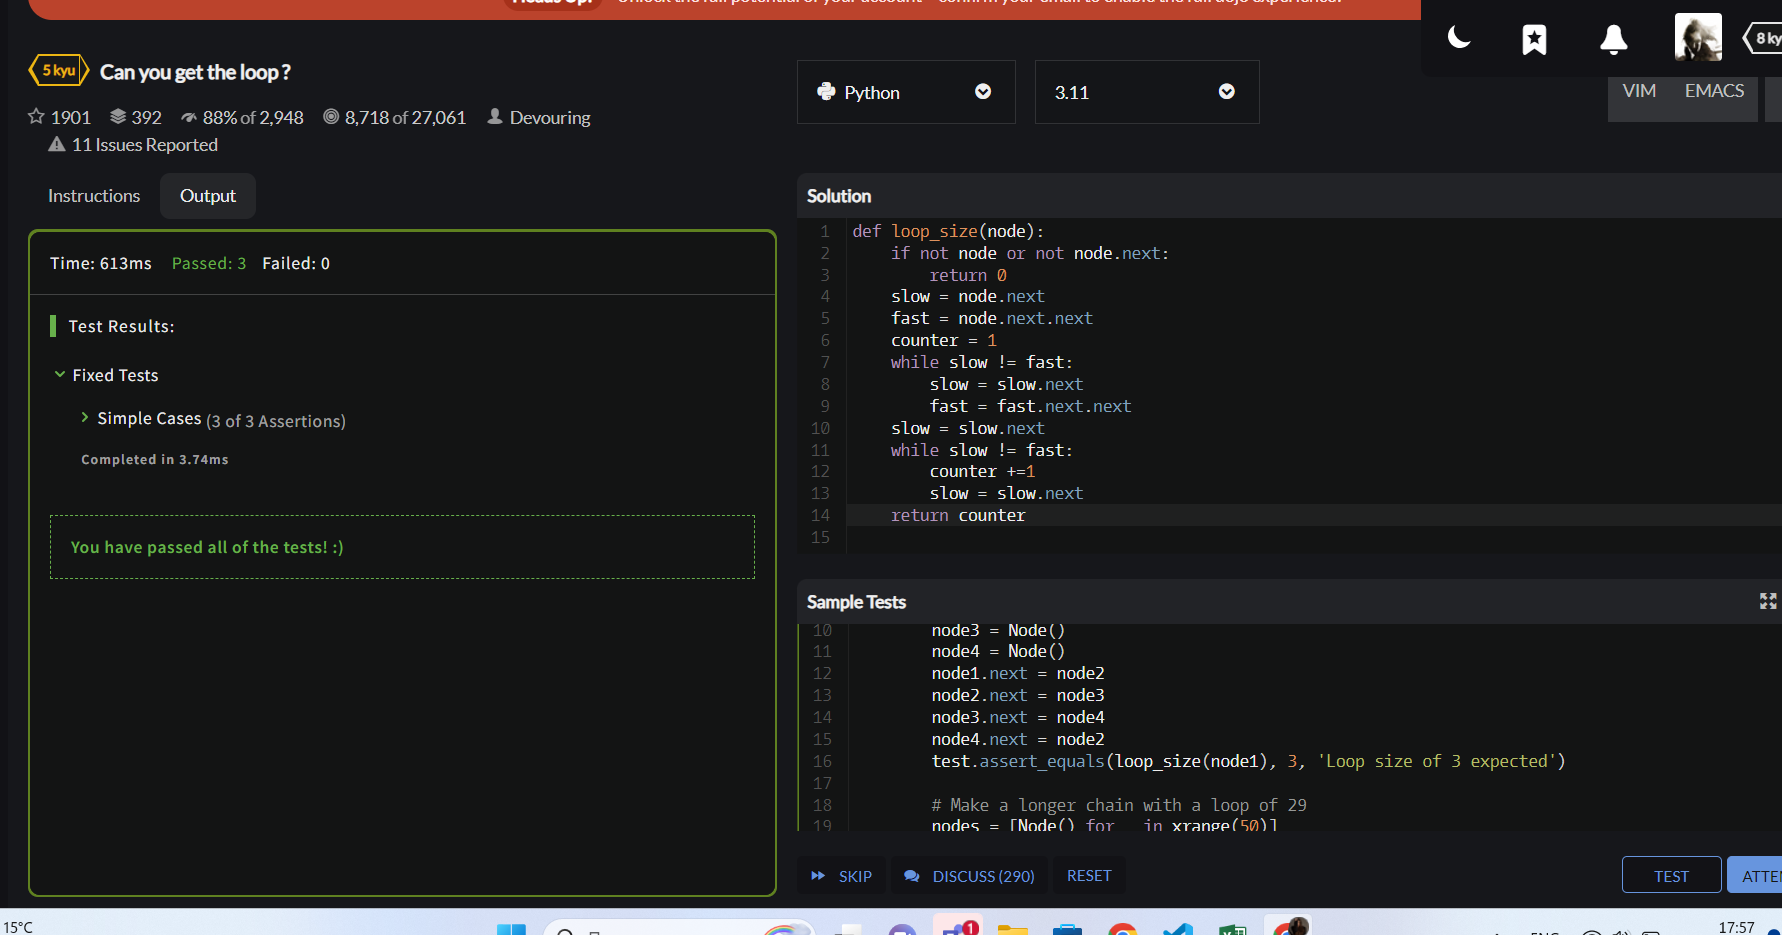 Heads Up! Unlock the full potential of your account - confirm your email to enable the full dojo experience!
5 kyu Can you get the loop ?
1901 392 88% of 2,948 8,718 of 27,061 Devouring
11 Issues Reported
Python
3.11
8 ky
VIM EMACS
Instructions Output
Time: 613ms Passed: 3 Failed: 0
Test Results:
Fixed Tests
Simple Cases (3 of 3 Assertions)
Completed in 3.74ms
You have passed all of the tests! :)
Solution
1 def loop_size(node):
2 if not node or not node.next:
3 return 0
4 slow = node.next
5 fast = node.next.next
6 counter = 1
7 while slow != fast:
8 slow = slow.next
9 fast = fast.next.next
10 slow = slow.next
11 while slow != fast:
12 counter +=1
13 slow = slow.next
14 return counter
15
Sample Tests
10 node3 = Node()
11 node4 = Node()
12 node1.next = node2
13 node2.next = node3
14 node3.next = node4
15 node4.next = node2
16 test.assert_equals(loop_size(node1), 3, 'Loop size of 3 expected')
17
18 # Make a longer chain with a loop of 29
19 nodes = [Node() for _ in xrange(50)]
SKIP DISCUSS (290) RESET
TEST ATTE
15°C
1
ENG
17:57